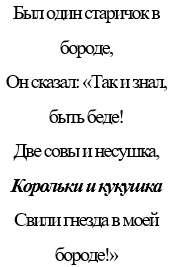 Был один старичок в
бороде,
Он сказал: «Так и знал,
быть беде!
Две совы и несушка,
Корольки и кукушка
Свили гнезда в моей
бороде!»